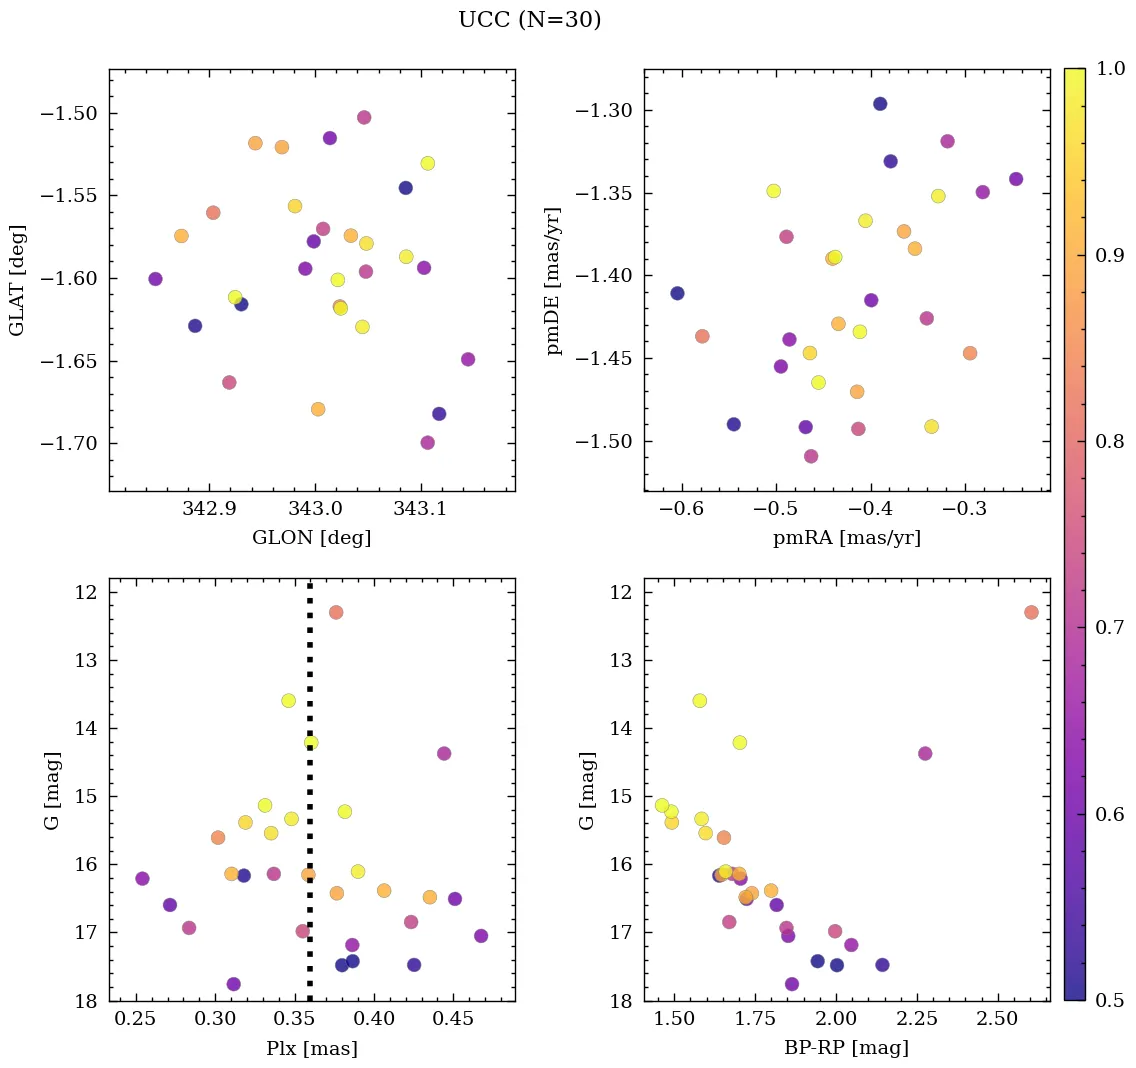 UCC (N=30)
−1.50
−1.55
−1.60
−1.65
−1.70
GLAT [deg]
342.9 343.0 343.1
GLON [deg]
−1.30
−1.35
−1.40
−1.45
−1.50
pmDE [mas/yr]
−0.6 −0.5 −0.4 −0.3
pmRA [mas/yr]
12
13
14
15
16
17
18
G [mag]
0.25 0.30 0.35 0.40 0.45
Plx [mas]
12
13
14
15
16
17
18
G [mag]
1.50 1.75 2.00 2.25 2.50
BP-RP [mag]
1.0
0.9
0.8
0.7
0.6
0.5